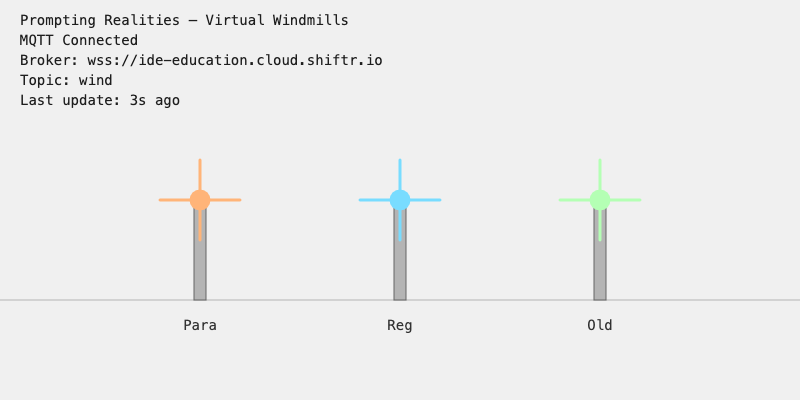 Prompting Realities – Virtual Windmills
MQTT Connected
Broker: wss://ide-education.cloud.shiftr.io
Topic: wind
Last update: 3s ago
Para
Reg
Old